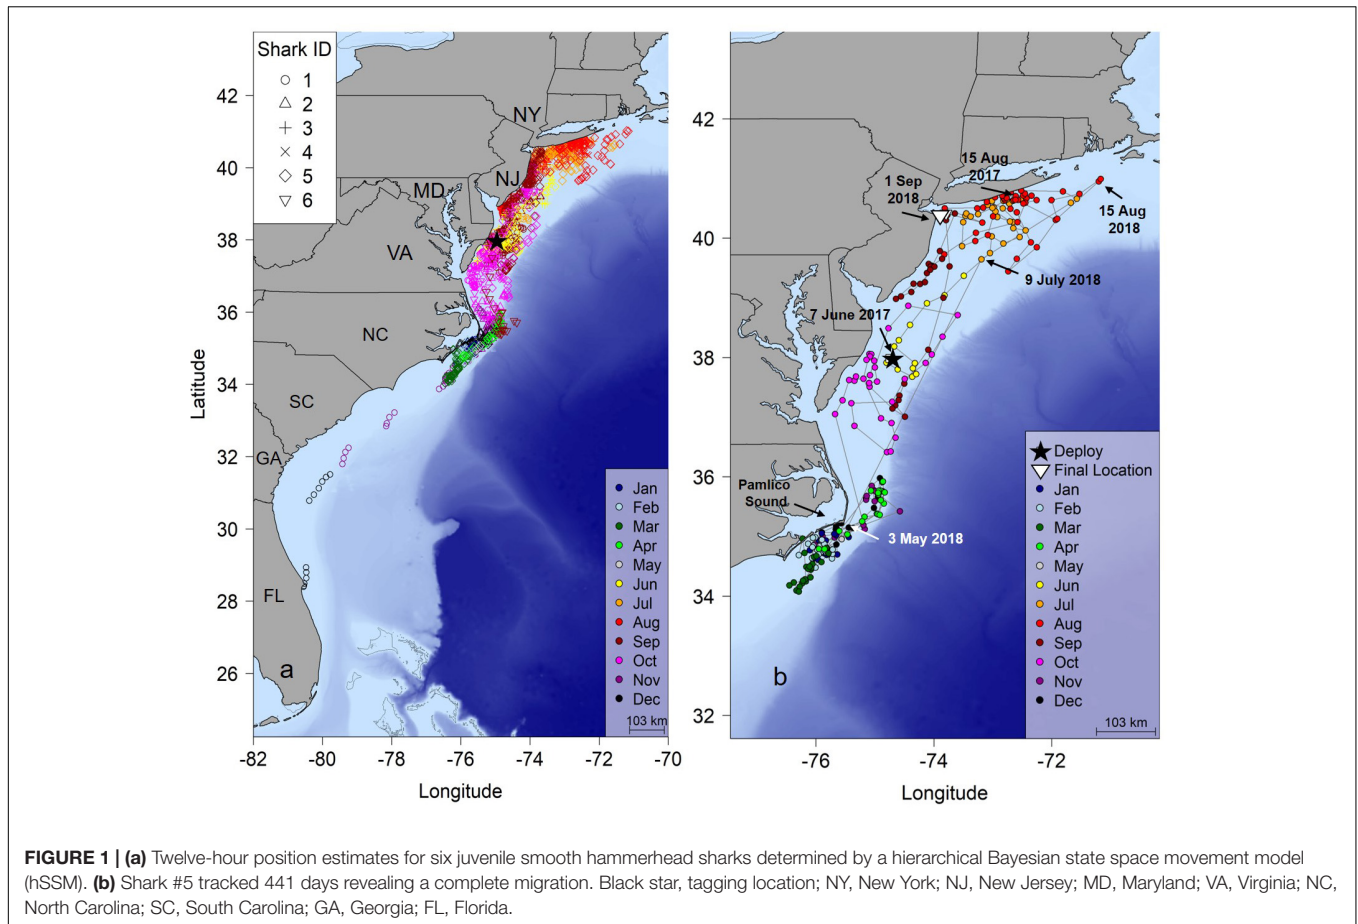 Shark ID
1
2
3
4
5
6
42
40
38
36
34
32
30
28
26
Latitude
NY
NJ
MD
VA
NC
SC
GA
FL
a
Jan
Feb
Mar
Apr
May
Jun
Jul
Aug
Sep
Oct
Nov
Dec
103 km
-82
-80
-78
-76
-74
-72
-70
Longitude
42
40
38
36
34
32
15 Aug
2017
1 Sep
2018
15 Aug
2018
9 July 2018
7 June 2017
Pamlico
Sound
3 May 2018
b
Deploy
Final Location
Jan
Feb
Mar
Apr
May
Jun
Jul
Aug
Sep
Oct
Nov
Dec
103 km
-76
-74
-72
Longitude
FIGURE 1 | (a) Twelve-hour position estimates for six juvenile smooth hammerhead sharks determined by a hierarchical Bayesian state space movement model
(hSSM). (b) Shark #5 tracked 441 days revealing a complete migration. Black star, tagging location; NY, New York; NJ, New Jersey; MD, Maryland; VA, Virginia; NC,
North Carolina; SC, South Carolina; GA, Georgia; FL, Florida.